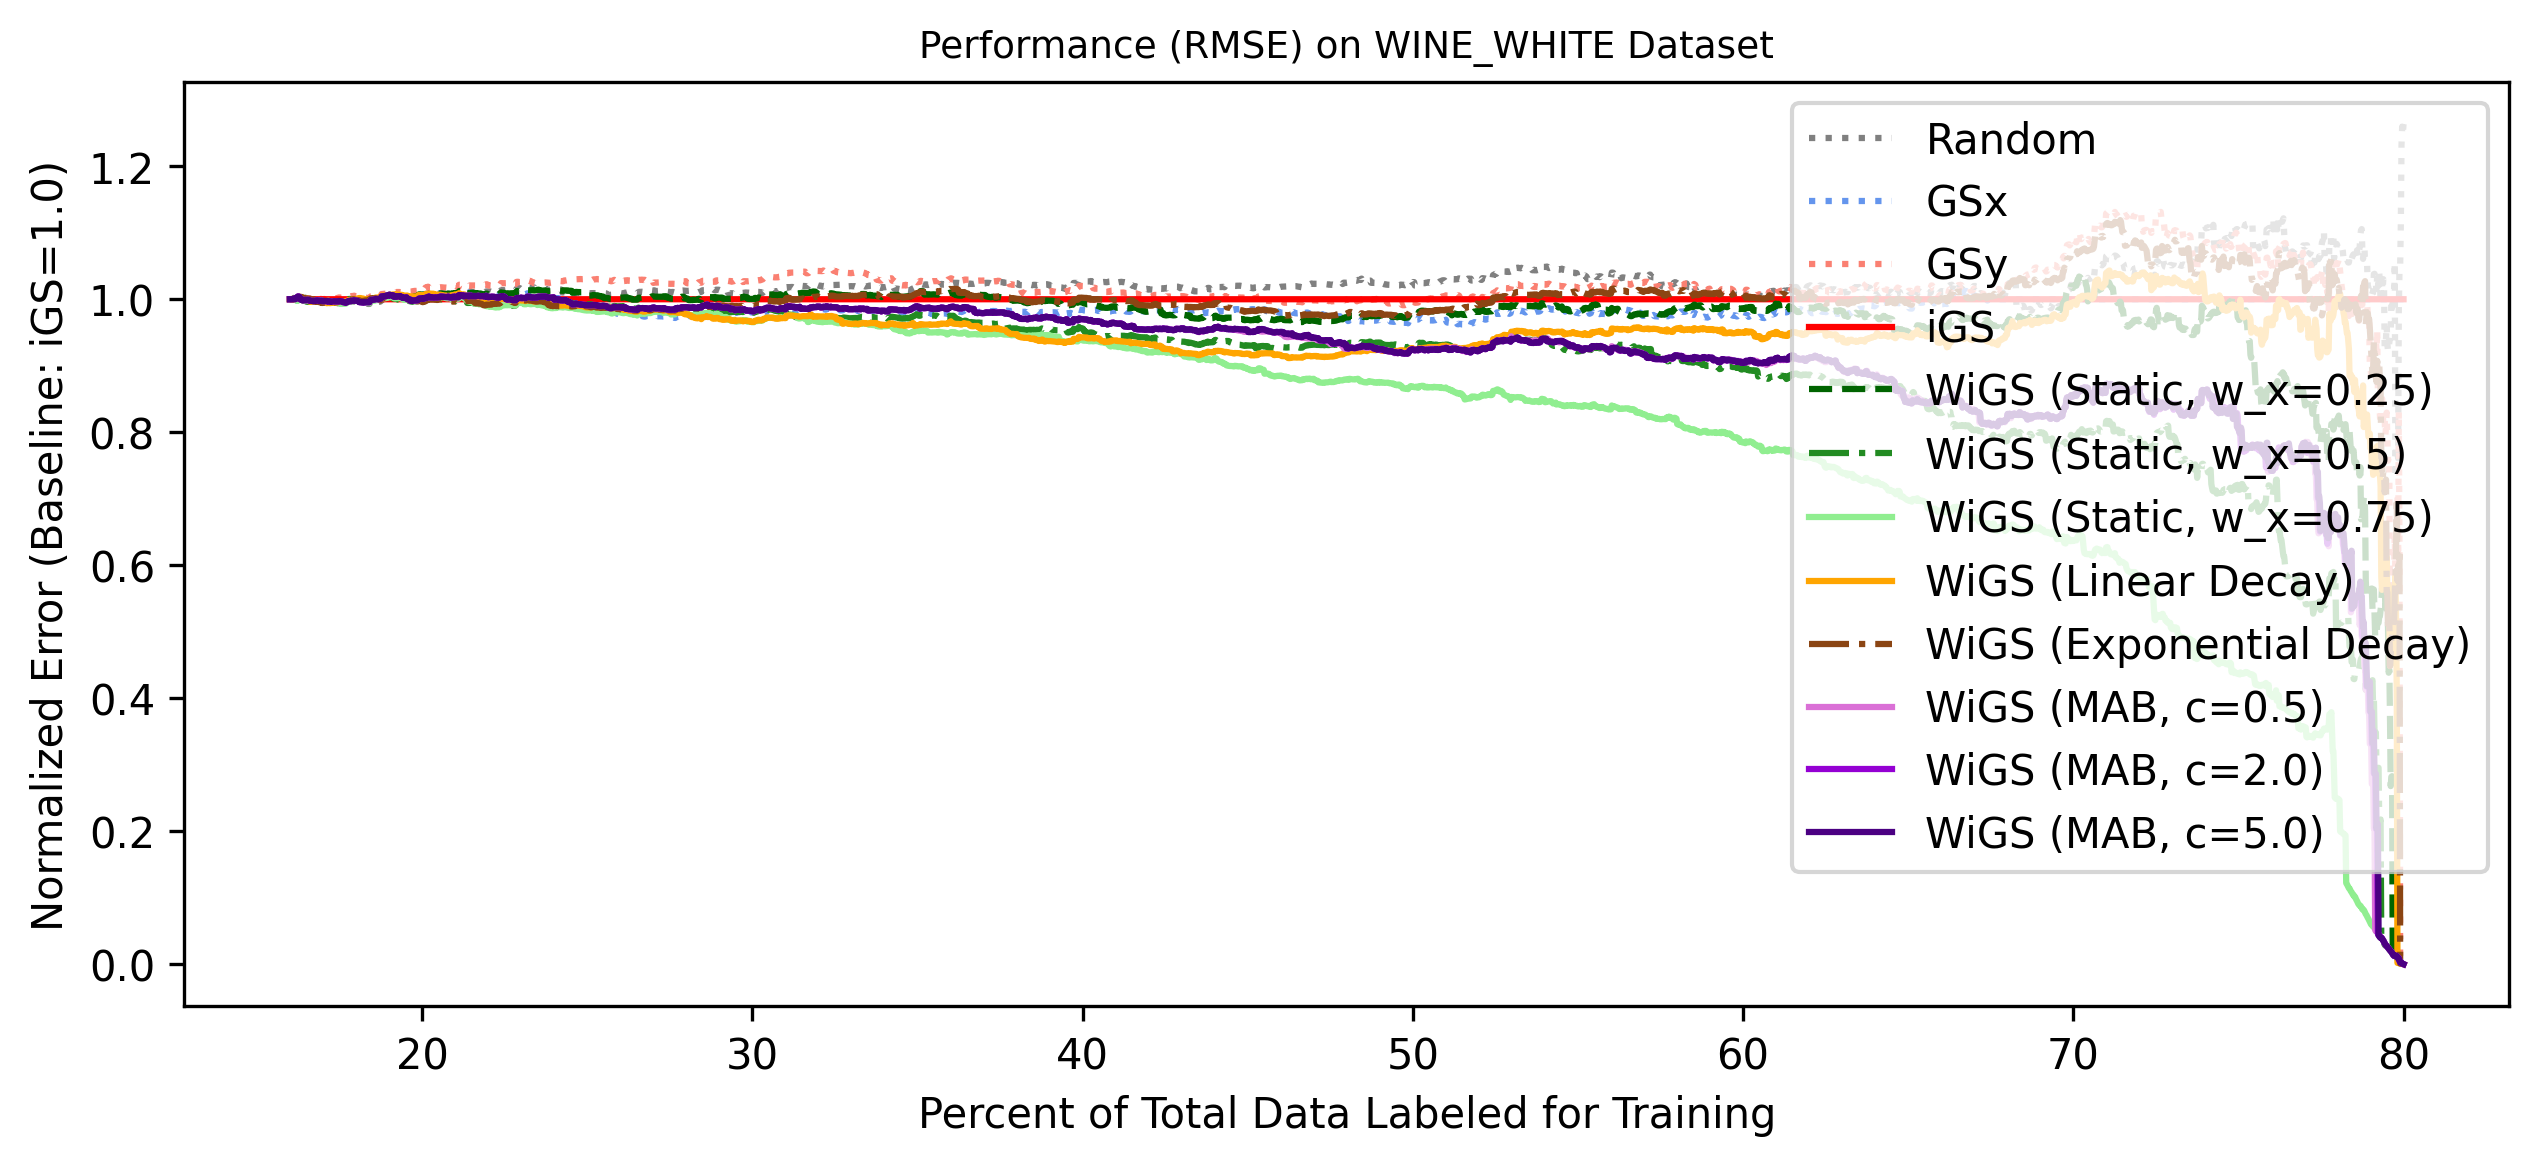 Performance (RMSE) on WINE_WHITE Dataset
Normalized Error (Baseline: iGS=1.0)
1.2
1.0
0.8
0.6
0.4
0.2
0.0
Random
GSx
GSy
iGS
WiGS (Static, w_x=0.25)
WiGS (Static, w_x=0.5)
WiGS (Static, w_x=0.75)
WiGS (Linear Decay)
WiGS (Exponential Decay)
WiGS (MAB, c=0.5)
WiGS (MAB, c=2.0)
WiGS (MAB, c=5.0)
20 30 40 50 60 70 80
Percent of Total Data Labeled for Training